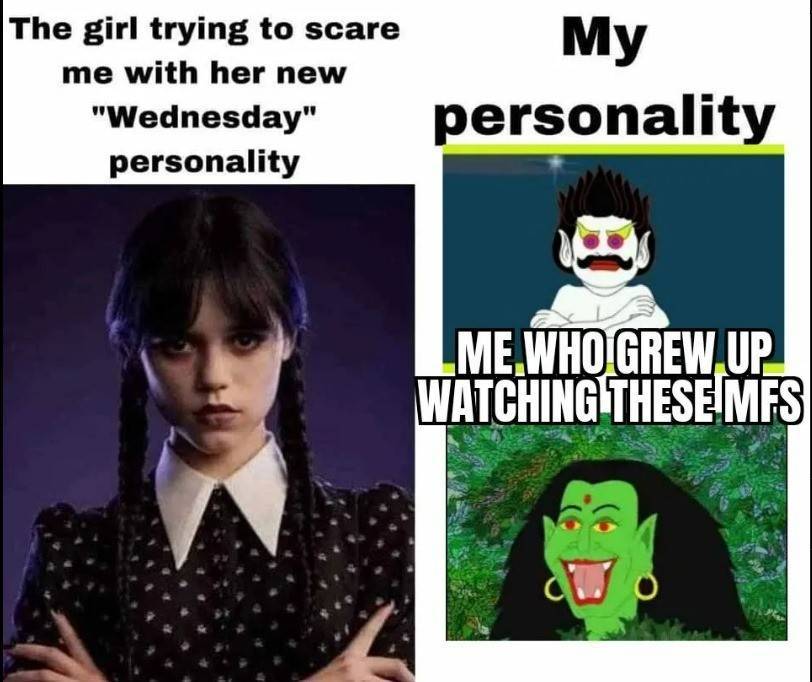 The girl trying to scare
me with her new
"Wednesday"
personality
My
personality
ME WHO GREW UP
WATCHING THESE MFS